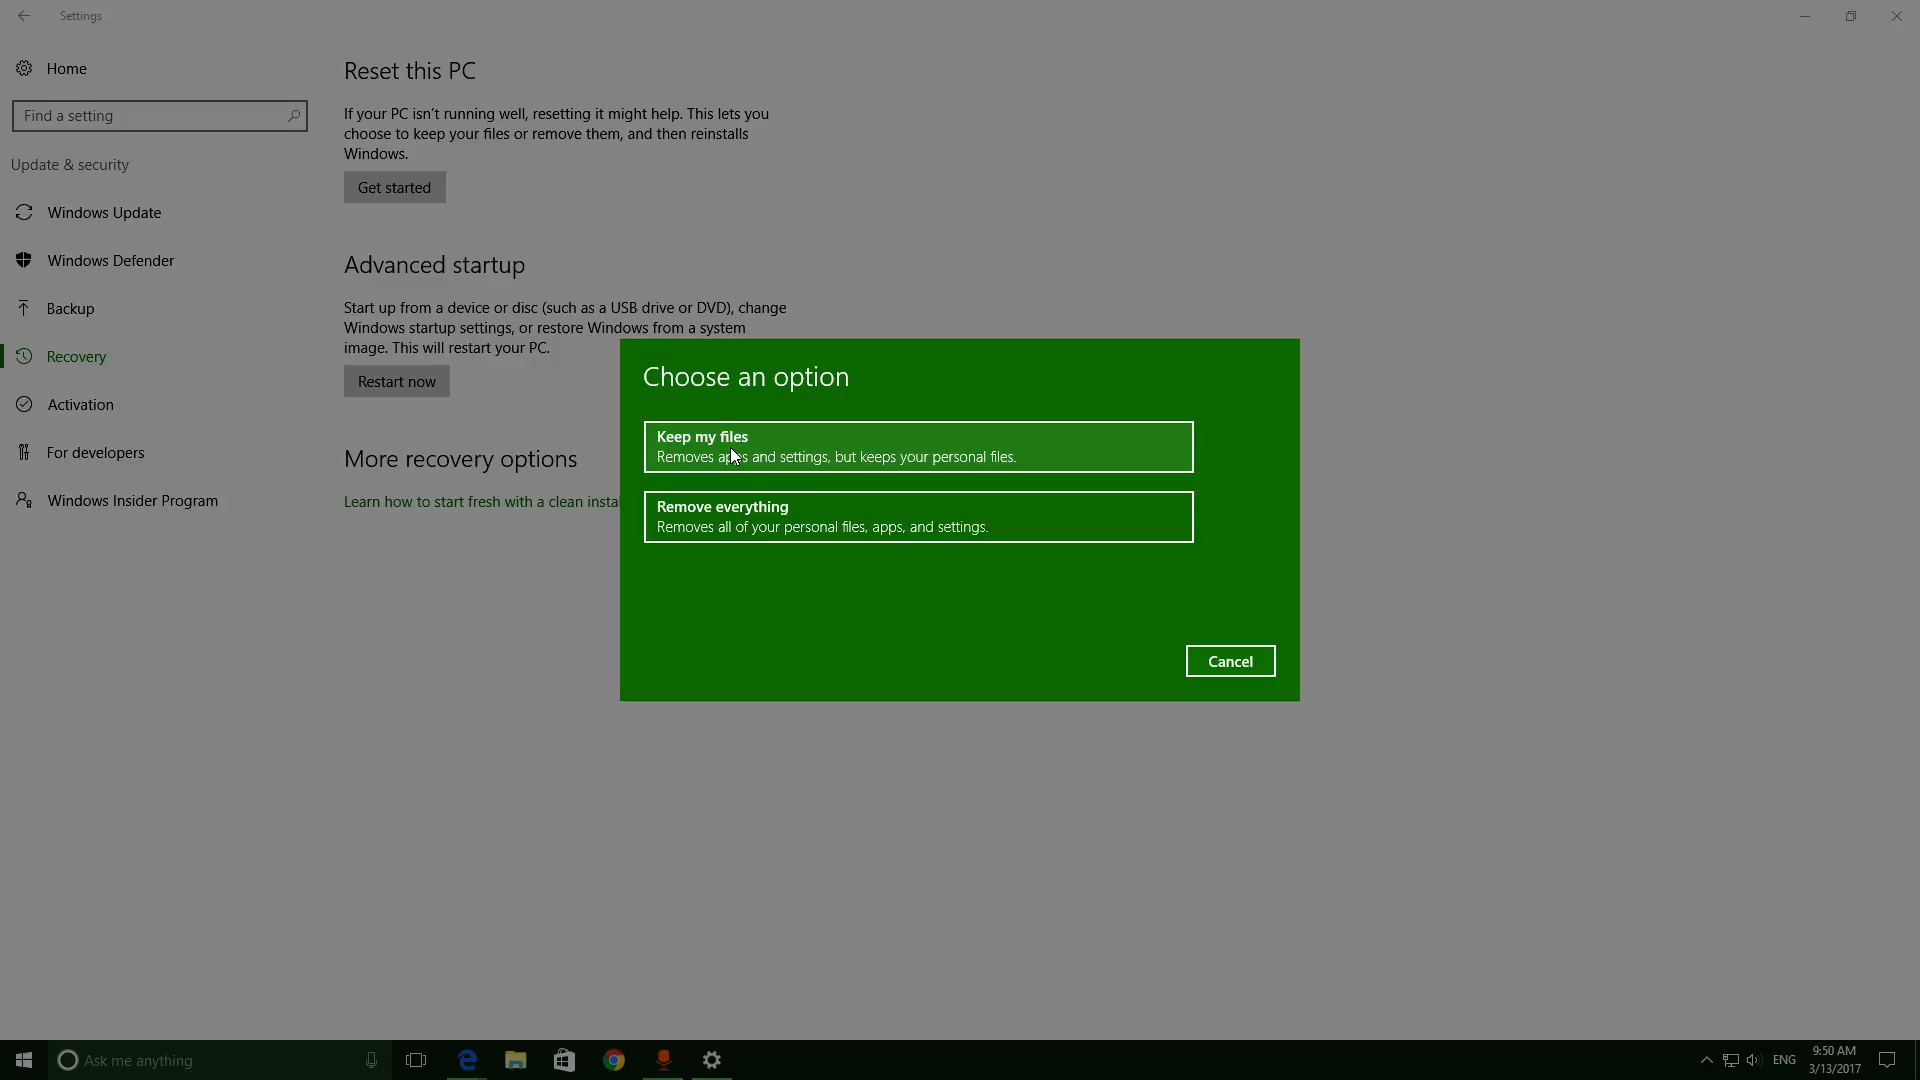 Settings
Home
Find a setting
Update & security
Windows Update
Windows Defender
Backup
Recovery
Activation
For developers
Windows Insider Program
Reset this PC
If your PC isn't running well, resetting it might help. This lets you
choose to keep your files or remove them, and then reinstalls
Windows.
Get started
Advanced startup
Start up from a device or disc (such as a USB drive or DVD), change
Windows startup settings, or restore Windows from a system
image. This will restart your PC.
Restart now
More recovery options
Learn how to start fresh with a clean instal
Choose an option
Keep my files
Removes apps and settings, but keeps your personal files.
Remove everything
Removes all of your personal files, apps, and settings.
Cancel
Ask me anything
ENG
9:50 AM
3/13/2017